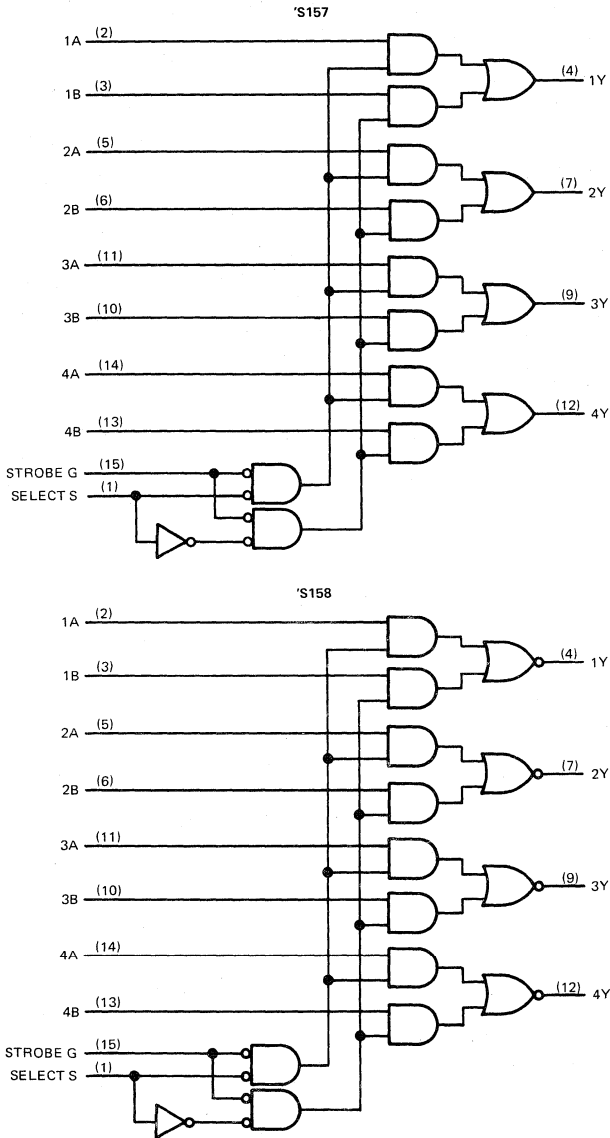 'S157
1A (2)
(4) 1Y
1B (3)
2A (5)
(7) 2Y
2B (6)
3A (11)
(9) 3Y
3B (10)
4A (14)
(12) 4Y
4B (13)
STROBE G (15)
SELECT S (1)
'S158
1A (2)
(4) 1Y
1B (3)
2A (5)
(7) 2Y
2B (6)
3A (11)
(9) 3Y
3B (10)
4A (14)
(12) 4Y
4B (13)
STROBE G (15)
SELECT S (1)